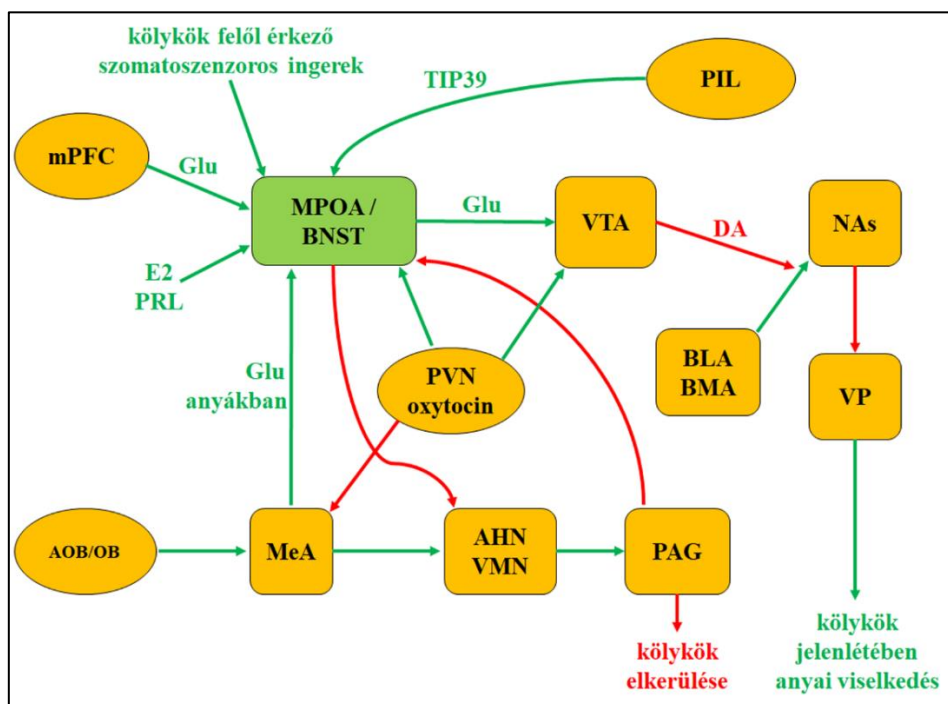 kölykök felől érkező
szomatoszenzoros ingerek
TIP39
PIL
mPFC
Glu
MPOA /
BNST
Glu
VTA
DA
NAs
E2
PRL
Glu
anyákban
PVN
oxytocin
BLA
BMA
VP
AOB/OB
MeA
AHN
VMN
PAG
kölykök
elkerülése
kölykök
jelenlétében
anyai viselkedés